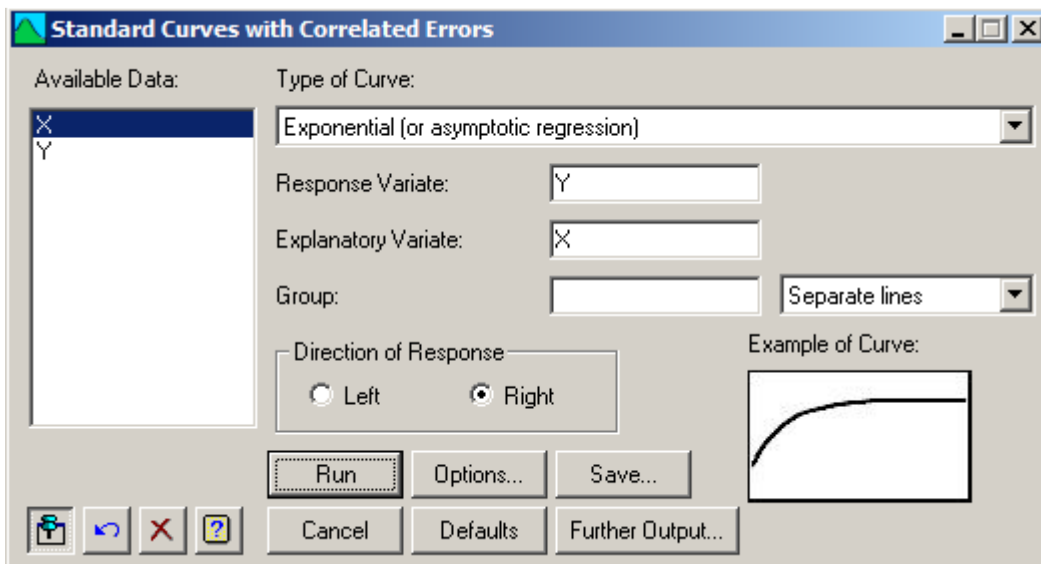 Standard Curves with Correlated Errors
Available Data:
Type of Curve:
X
Y
Exponential (or asymptotic regression)
Response Variate:
Y
Explanatory Variate:
X
Group:
Separate lines
Direction of Response
Left
Right
Example of Curve:
Run
Options...
Save...
Cancel
Defaults
Further Output...